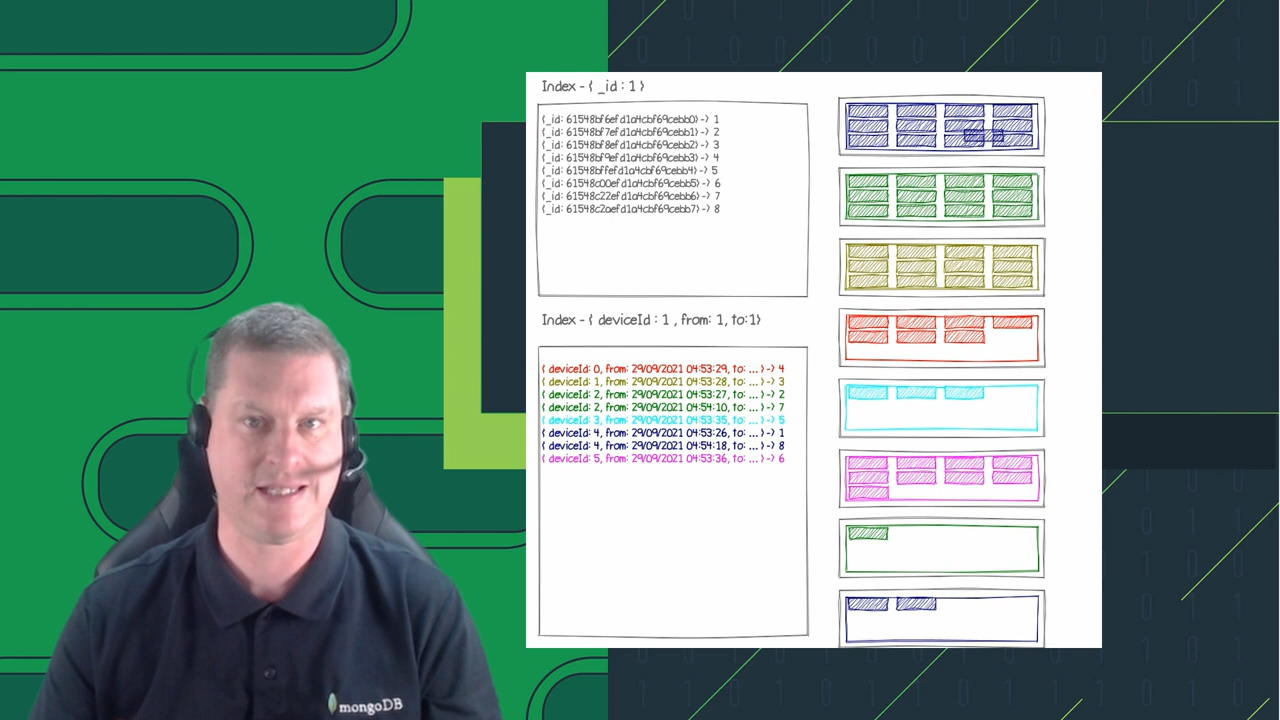 Index - { _id : 1 }
{_id: 61548bf6efd1a4cbf69cebb0} -> 1
{_id: 61548bf7efd1a4cbf69cebb1} -> 2
{_id: 61548bf8efd1a4cbf69cebb2} -> 3
{_id: 61548bf9efd1a4cbf69cebb3} -> 4
{_id: 61548bffefd1a4cbf69cebb4} -> 5
{_id: 61548c00efd1a4cbf69cebb5} -> 6
{_id: 61548c22efd1a4cbf69cebb6} -> 7
{_id: 61548c2aefd1a4cbf69cebb7} -> 8
Index - { deviceId : 1 , from: 1, to:1}
{ deviceId: 0, from: 29/09/2021 04:53:29, to: ... } -> 4
{ deviceId: 1, from: 29/09/2021 04:53:28, to: ... } -> 3
{ deviceId: 2, from: 29/09/2021 04:53:27, to: ... } -> 2
{ deviceId: 2, from: 29/09/2021 04:54:10, to: ... } -> 7
{ deviceId: 3, from: 29/09/2021 04:53:35, to: ... } -> 5
{ deviceId: 4, from: 29/09/2021 04:53:26, to: ... } -> 1
{ deviceId: 4, from: 29/09/2021 04:54:18, to: ... } -> 8
{ deviceId: 5, from: 29/09/2021 04:53:36, to: ... } -> 6
mongoDB